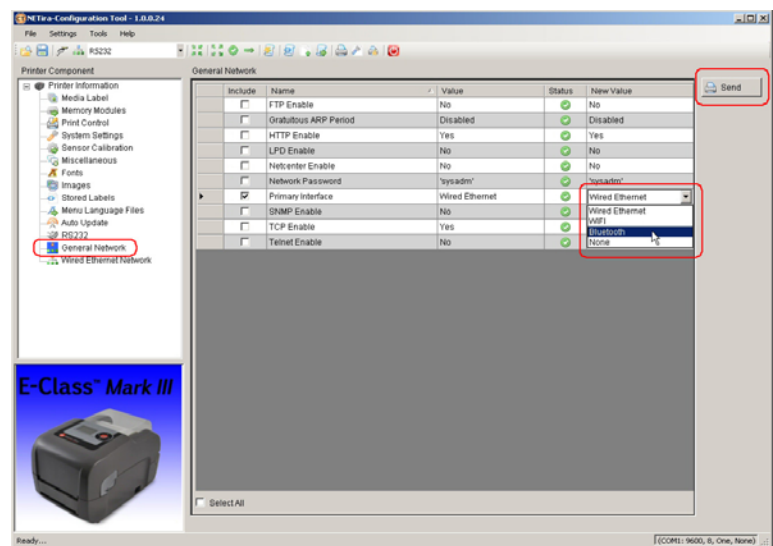 NETira-Configuration Tool - 1.0.0.24
File Settings Tools Help
RS232
Printer Component
General Network
Printer Information
Media Label
Memory Modules
Print Control
System Settings
Sensor Calibration
Miscellaneous
Fonts
Images
Stored Labels
Menu Language Files
Auto Update
RS232
General Network
Wired Ethernet Network
Include Name Value Status New Value
FTP Enable No No
Gratuitous ARP Period Disabled Disabled
HTTP Enable Yes Yes
LPD Enable No No
Netcenter Enable No No
Network Password 'sysadm' 'sysadm'
Primary Interface Wired Ethernet Wired Ethernet
SNMP Enable No
TCP Enable Yes
Telnet Enable No
Wired Ethernet
WIFI
Bluetooth
None
Send
E-Class™ Mark III
Select All
Ready...
(COM1: 9600, 8, One, None)